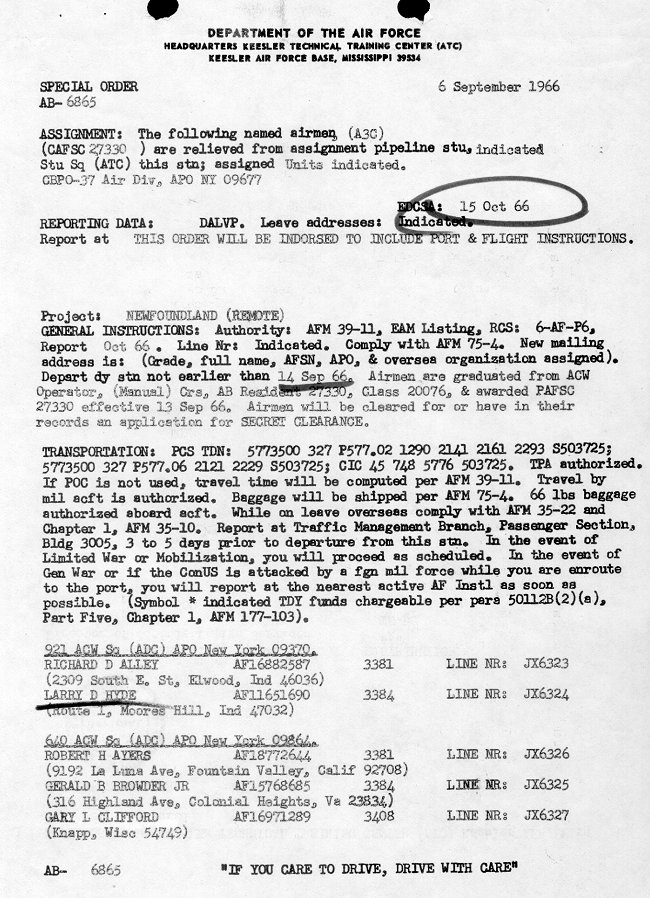 DEPARTMENT OF THE AIR FORCE
HEADQUARTERS KEESLER TECHNICAL TRAINING CENTER (ATC)
KEESLER AIR FORCE BASE, MISSISSIPPI 39534
SPECIAL ORDER 6 September 1966
AB- 6865
ASSIGNMENT: The following named airmen, (A3C)
(CAFSC 27330 ) are relieved from assignment pipeline stu, indicated
Stu Sq (ATC) this stn; assigned Units indicated.
CBPO-37 Air Div, APO NY 09677
EDCSA: 15 Oct 66
REPORTING DATA: DALVP. Leave addresses: Indicated.
Report at THIS ORDER WILL BE INDORSED TO INCLUDE PORT & FLIGHT INSTRUCTIONS.
Project: NEWFOUNDLAND (REMOTE)
GENERAL INSTRUCTIONS: Authority: AFM 39-11, EAM Listing, RCS: 6-AF-P6,
Report Oct 66 . Line Nr: Indicated. Comply with AFM 75-4. New mailing
address is: (Grade, full name, AFSN, APO, & oversea organization assigned).
Depart dy stn not earlier than 14 Sep 66. Airmen are graduated from ACW
Operator, (Manual) Crs, AB Resident 27330, Class 20076, & awarded PAFSC
27330 effective 13 Sep 66. Airmen will be cleared for or have in their
records an application for SECRET CLEARANCE.
TRANSPORTATION: PCS TDN: 5773500 327 P577.02 1290 2141 2161 2293 S503725;
5773500 327 P577.06 2121 2229 S503725; CIC 45 748 5776 503725. TPA authorized.
If POC is not used, travel time will be computed per AFM 39-11. Travel by
mil acft is authorized. Baggage will be shipped per AFM 75-4. 66 lbs baggage
authorized aboard acft. While on leave overseas comply with AFM 35-22 and
Chapter 1, AFM 35-10. Report at Traffic Management Branch, Passenger Section,
Bldg 3005, 3 to 5 days prior to departure from this stn. In the event of
Limited War or Mobilization, you will proceed as scheduled. In the event of
Gen War or if the ConUS is attacked by a fgn mil force while you are enroute
to the port, you will report at the nearest active AF Instl as soon as
possible. (Symbol * indicated TDY funds chargeable per para 50112B(2)(a),
Part Five, Chapter 1, AFM 177-103).
921 ACW Sq (ADC) APO New York 09370.
RICHARD D ALLEY AF16882587 3381 LINE NR: JX6323
(2309 South E. St, Elwood, Ind 46036)
LARRY D HYDE AF11651690 3384 LINE NR: JX6324
(Route 1, Moores Hill, Ind 47032)
640 ACW Sq (ADC) APO New York 09864.
ROBERT H AYERS AF18772644 3381 LINE NR: JX6326
(9192 La Luma Ave, Fountain Valley, Calif 92708)
GERALD B BROWDER JR AF15768685 3384 LINE NR: JX6325
(316 Highland Ave, Colonial Heights, Va 23834)
GARY L CLIFFORD AF16971289 3408 LINE NR: JX6327
(Knapp, Wisc 54749)
AB- 6865 "IF YOU CARE TO DRIVE, DRIVE WITH CARE"